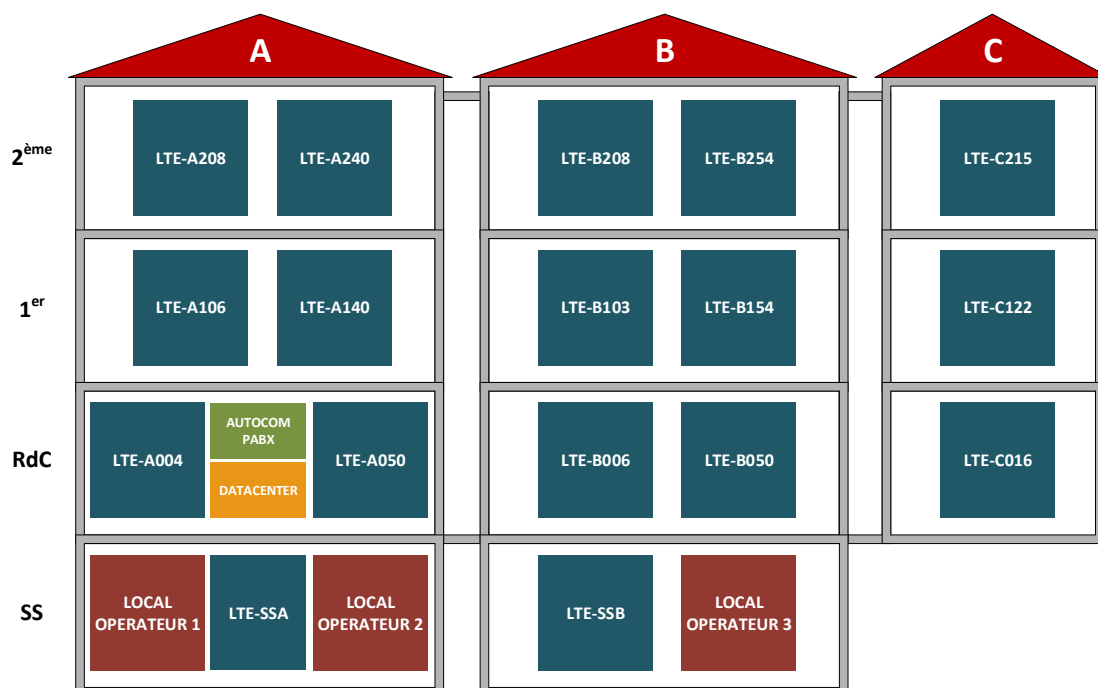 A
B
C
2ème
LTE-A208
LTE-A240
LTE-B208
LTE-B254
LTE-C215
1er
LTE-A106
LTE-A140
LTE-B103
LTE-B154
LTE-C122
RdC
LTE-A004
AUTOCOM
PABX
DATACENTER
LTE-A050
LTE-B006
LTE-B050
LTE-C016
SS
LOCAL
OPERATEUR 1
LTE-SSA
LOCAL
OPERATEUR 2
LTE-SSB
LOCAL
OPERATEUR 3